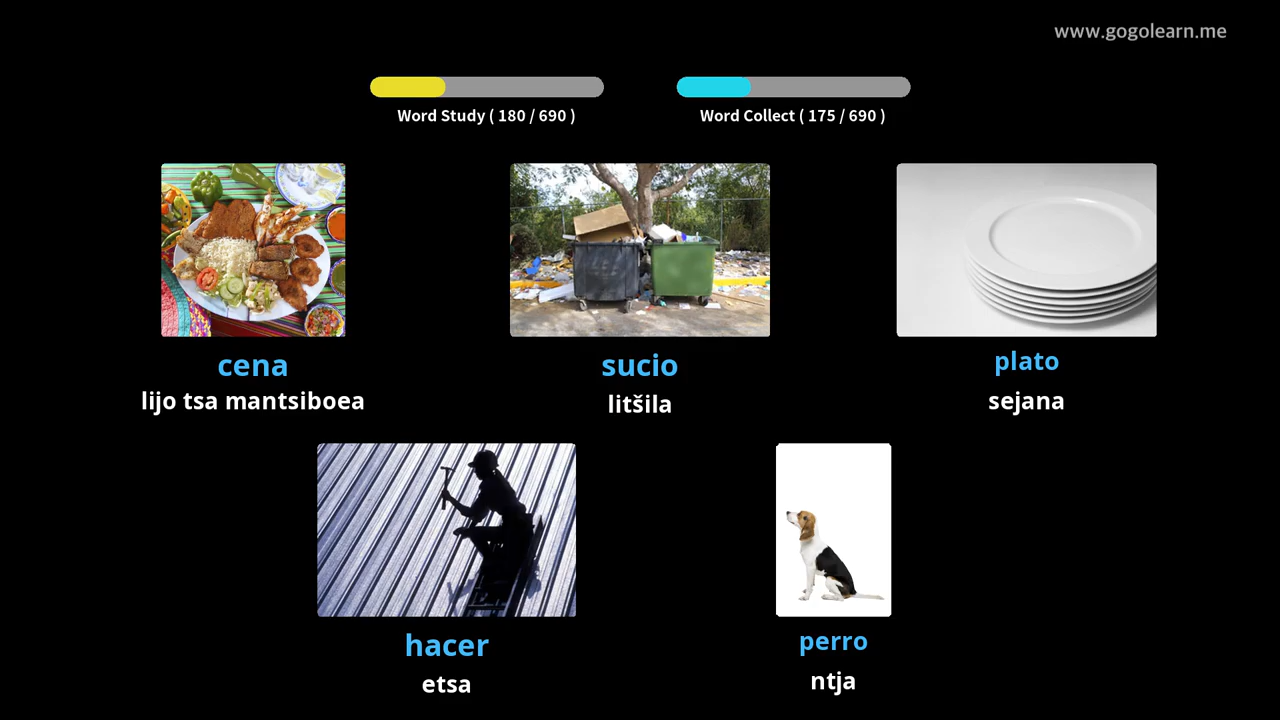 www.gogolearn.me
Word Study ( 180 / 690 )
Word Collect ( 175 / 690 )
cena
lijo tsa mantsiboea
sucio
litšila
plato
sejana
hacer
etsa
perro
ntja